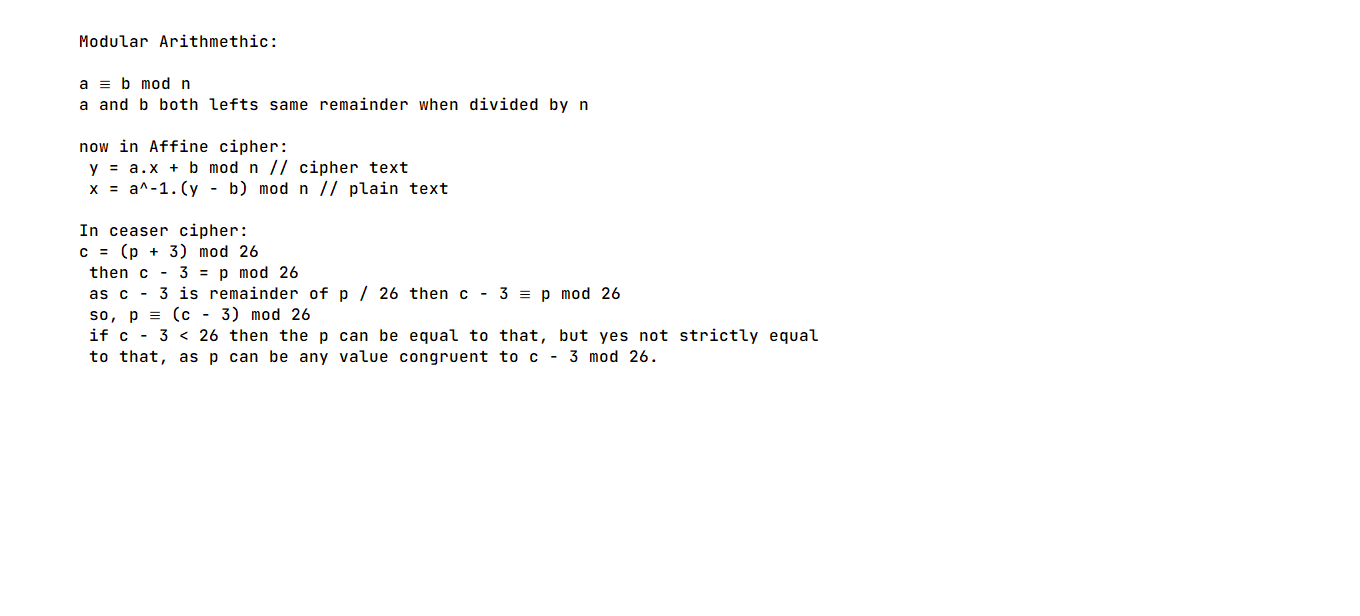 Modular Arithmethic:
a ≡ b mod n
a and b both lefts same remainder when divided by n
now in Affine cipher:
y = a.x + b mod n // cipher text
x = a^-1.(y - b) mod n // plain text
In ceaser cipher:
c = (p + 3) mod 26
then c - 3 = p mod 26
as c - 3 is remainder of p / 26 then c - 3 ≡ p mod 26
so, p ≡ (c - 3) mod 26
if c - 3 < 26 then the p can be equal to that, but yes not strictly equal
to that, as p can be any value congruent to c - 3 mod 26.